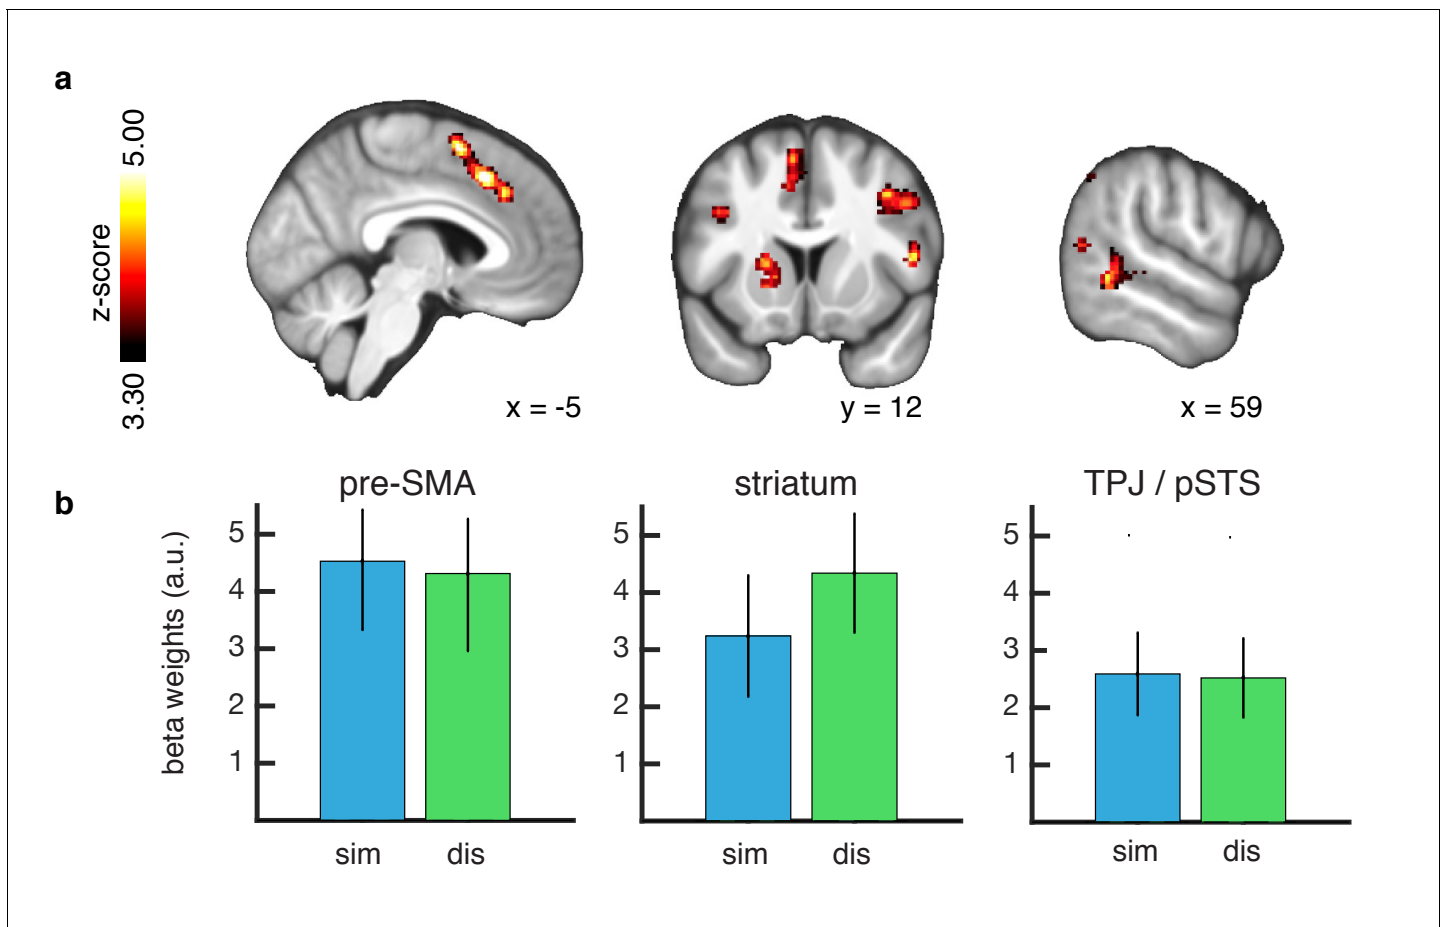 a
5.00
z-score
3.30
x = -5
y = 12
x = 59
b
pre-SMA
striatum
TPJ / pSTS
beta weights (a.u.)
5
4
3
2
1
sim
dis
5
4
3
2
1
sim
dis
5
4
3
2
1
sim
dis